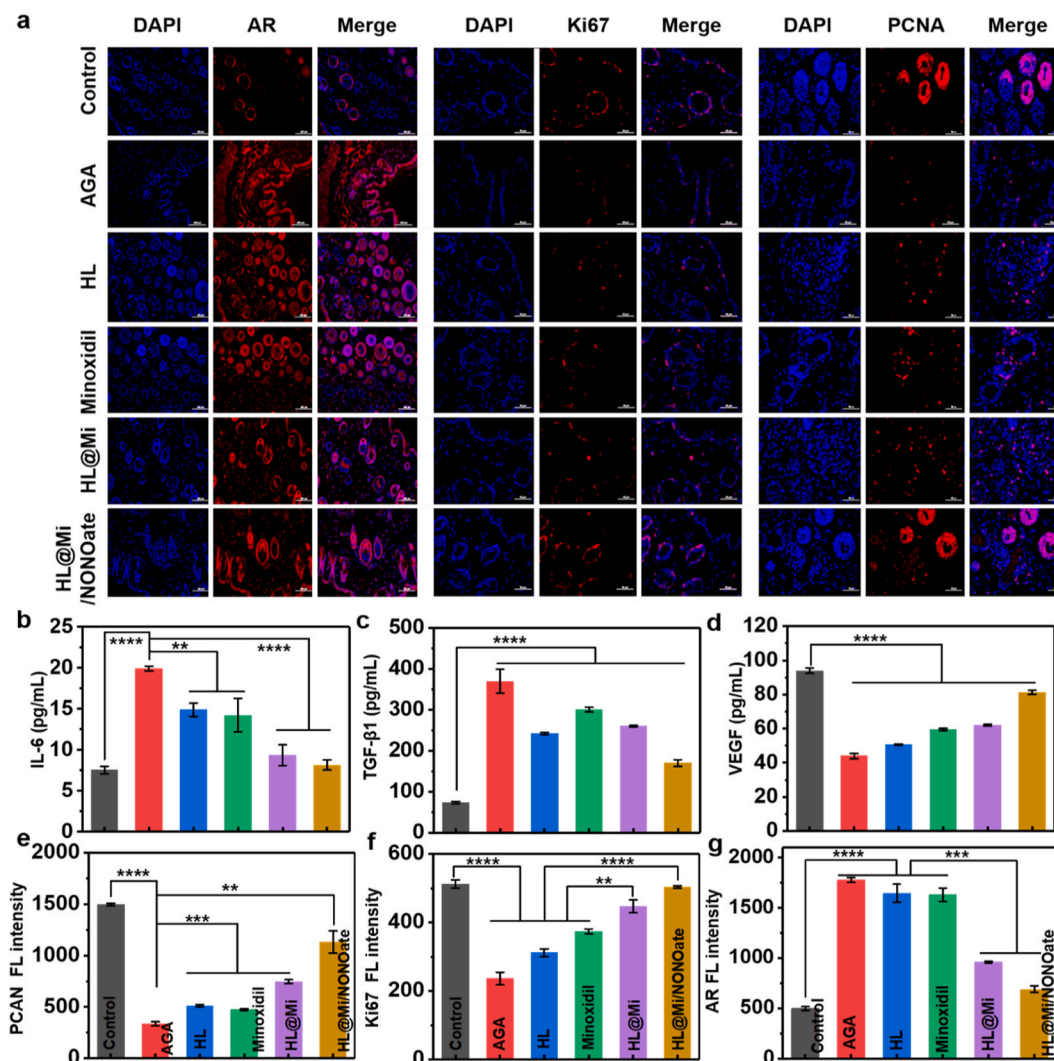 a
DAPI AR Merge DAPI Ki67 Merge DAPI PCNA Merge
Control
AGA
HL
Minoxidil
HL@Mi
HL@Mi
/NONOate
b
IL-6 (pg/mL)
25
20
15
10
5
0
**** ** ****
c
TGF-β1 (pg/mL)
500
400
300
200
100
0
****
d
VEGF (pg/mL)
120
100
80
60
40
20
0
****
e
PCAN FL intensity
1500
1000
500
0
**** ** ***
Control
AGA
HL
Minoxidil
HL@Mi
HL@Mi/NONOate
f
Ki67 FL intensity
600
400
200
0
**** **** **
Control
AGA
HL
Minoxidil
HL@Mi
HL@Mi/NONOate
g
AR FL intensity
2000
1500
1000
500
0
**** ***
Control
AGA
HL
Minoxidil
HL@Mi
HL@Mi/NONOate